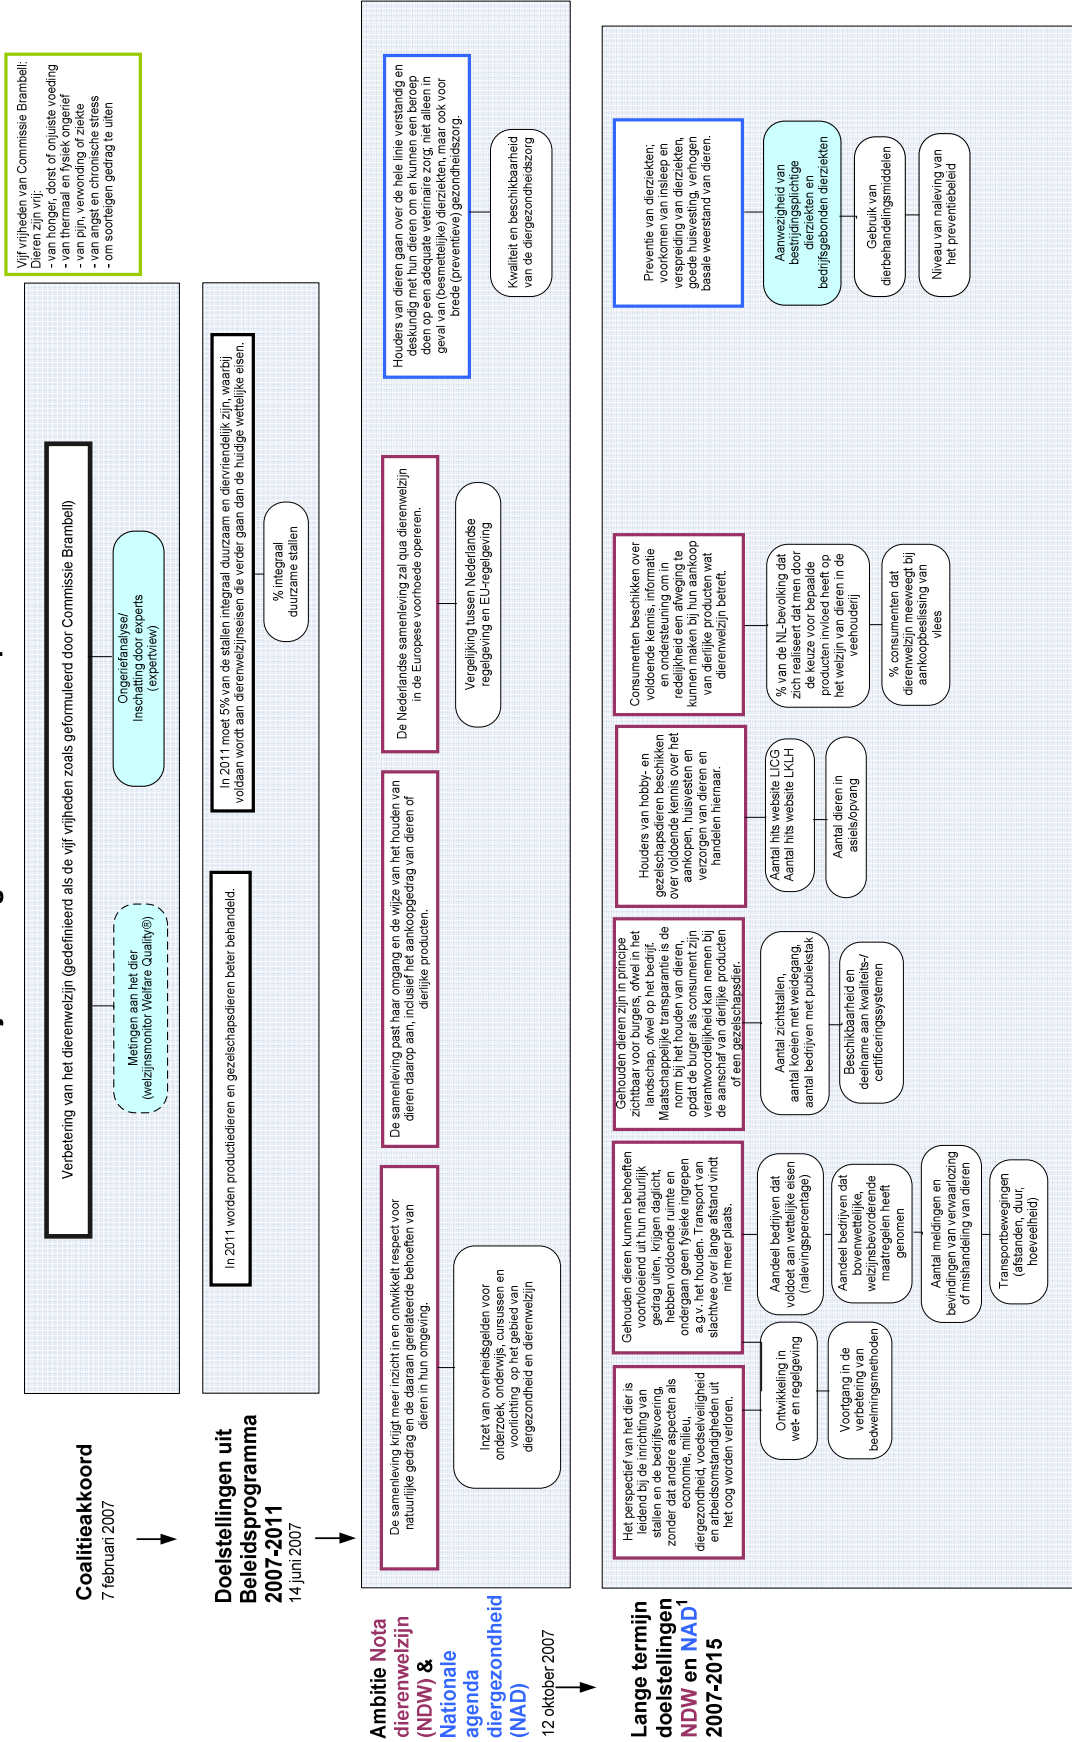 Vijf vrijheden van Commissie Brambell:
Dieren zijn vrij:
- van honger, dorst of onjuiste voeding
- van thermaal en fysiek ongerief
- van pijn, verwonding of ziekte
- van angst en chronische stress
- om soorteigen gedrag te uiten
Coalitieakkoord
7 februari 2007
Verbetering van het dierenwelzijn (gedefinieerd als de vijf vrijheden zoals geformuleerd door Commissie Brambell)
Metingen aan het dier
(welzijnsmonitor Welfare Quality®)
Ongeriefanalyse/
Inschatting door experts
(expertview)
Doelstellingen uit
Beleidsprogramma
2007-2011
14 juni 2007
In 2011 worden productiedieren en gezelschapsdieren beter behandeld.
In 2011 moet 5% van de stallen integraal duurzaam en diervriendelijk zijn, waarbij
voldaan wordt aan dierenwelzijnseisen die verder gaan dan de huidige wettelijke eisen.
% integraal
duurzame stallen
Ambitie Nota
dierenwelzijn
(NDW) &
Nationale
agenda
diergezondheid
(NAD)
12 oktober 2007
De samenleving krijgt meer inzicht in en ontwikkelt respect voor
natuurlijke gedrag en de daaraan gerelateerde behoeften van
dieren in hun omgeving.
Inzet van overheidsgelden voor
onderzoek, onderwijs, cursussen en
voorlichting op het gebied van
diergezondheid en dierenwelzijn
De samenleving past haar omgang en de wijze van het houden van
dieren daarop aan, inclusief het aankoopgedrag van dieren of
dierlijke producten.
De Nederlandse samenleving zal qua dierenwelzijn
in de Europese voorhoede opereren.
Vergelijking tussen Nederlandse
regelgeving en EU-regelgeving
Houders van dieren gaan over de hele linie verstandig en
deskundig met hun dieren om en kunnen een beroep
doen op een adequate veterinaire zorg; niet alleen in
geval van (besmettelijke) dierziekten, maar ook voor
brede (preventieve) gezondheidszorg.
Kwaliteit en beschikbaarheid
van de diergezondheidszorg
Lange termijn
doelstellingen
NDW en NAD1
2007-2015
Het perspectief van het dier is
leidend bij de inrichting van
stallen en de bedrijfsvoering,
zonder dat andere aspecten als
economie, milieu,
diergezondheid, voedselveiligheid
en arbeidsomstandigheden uit
het oog worden verloren.
Ontwikkeling in
wet- en regelgeving
Voortgang in de
verbetering van
bedwelmingsmethoden
Gehouden dieren kunnen behoeften
voortvloeiend uit hun natuurlijk
gedrag uiten, krijgen daglicht,
hebben voldoende ruimte en
ondergaan geen fysieke ingrepen
a.g.v. het houden. Transport van
slachtvee over lange afstand vindt
niet meer plaats.
Aandeel bedrijven dat
voldoet aan wettelijke eisen
(nalevingspercentage)
Aandeel bedrijven dat
bovenwettelijke,
welzijnsbevorderende
maatregelen heeft
genomen
Aantal meldingen en
bevindingen van verwaarlozing
of mishandeling van dieren
Transportbewegingen
(afstanden, duur,
hoeveelheid)
Gehouden dieren zijn in principe
zichtbaar voor burgers, ofwel in het
landschap, ofwel op het bedrijf.
Maatschappelijke transparantie is de
norm bij het houden van dieren,
opdat de burger als consument zijn
verantwoordelijkheid kan nemen bij
de aanschaf van dierlijke producten
of een gezelschapsdier.
Aantal zichtstallen,
aantal koeien met weidegang,
aantal bedrijven met publiekstak
Beschikbaarheid en
deelname aan kwaliteits-/
certificeringssystemen
Houders van hobby- en
gezelschapsdieren beschikken
over voldoende kennis over het
aankopen, huisvesten en
verzorgen van dieren en
handelen hiernaar.
Aantal hits website LICG
Aantal hits website LKLH
Aantal dieren in
asiels/opvang
Consumenten beschikken over
voldoende kennis, informatie
en ondersteuning om in
redelijkheid een afweging te
kunnen maken bij hun aankoop
van dierlijke producten wat
dierenwelzijn betreft.
% van de NL-bevolking dat
zich realiseert dat men door
de keuze voor bepaalde
producten invloed heeft op
het welzijn van dieren in de
veehouderij
% consumenten dat
dierenwelzijn meeweegt bij
aankoopbeslissing van
vlees
Preventie van dierziekten;
voorkomen van insleep en
verspreiding van dierziekten,
goede huisvesting, verhogen
basale weerstand van dieren.
Aanwezigheid van
bestrijdingsplichtige
dierziekten en
bedrijfsgebonden dierziekten
Gebruik van
dierbehandelingsmiddelen
Niveau van naleving van
het preventiebeleid